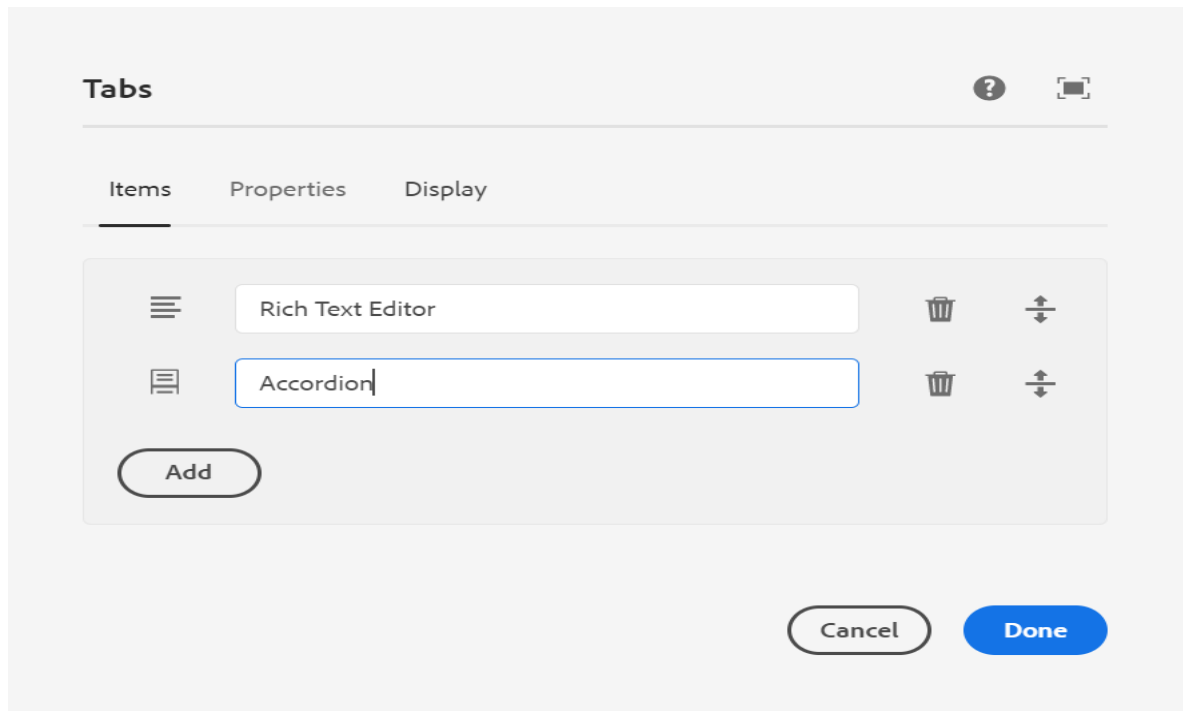 Tabs
Items Properties Display
Rich Text Editor
Accordion
Add
Cancel Done